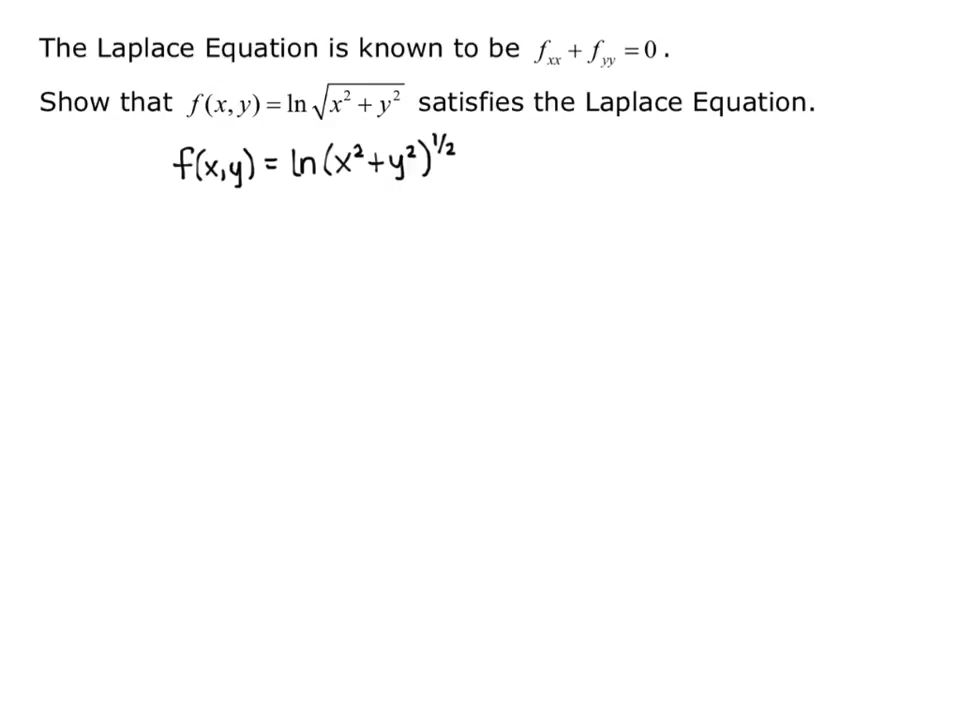 The Laplace Equation is known to be f_xx + f_yy = 0 .
Show that f(x, y) = ln √(x² + y²) satisfies the Laplace Equation.
f(x,y) = ln (x²+y²)^1/2